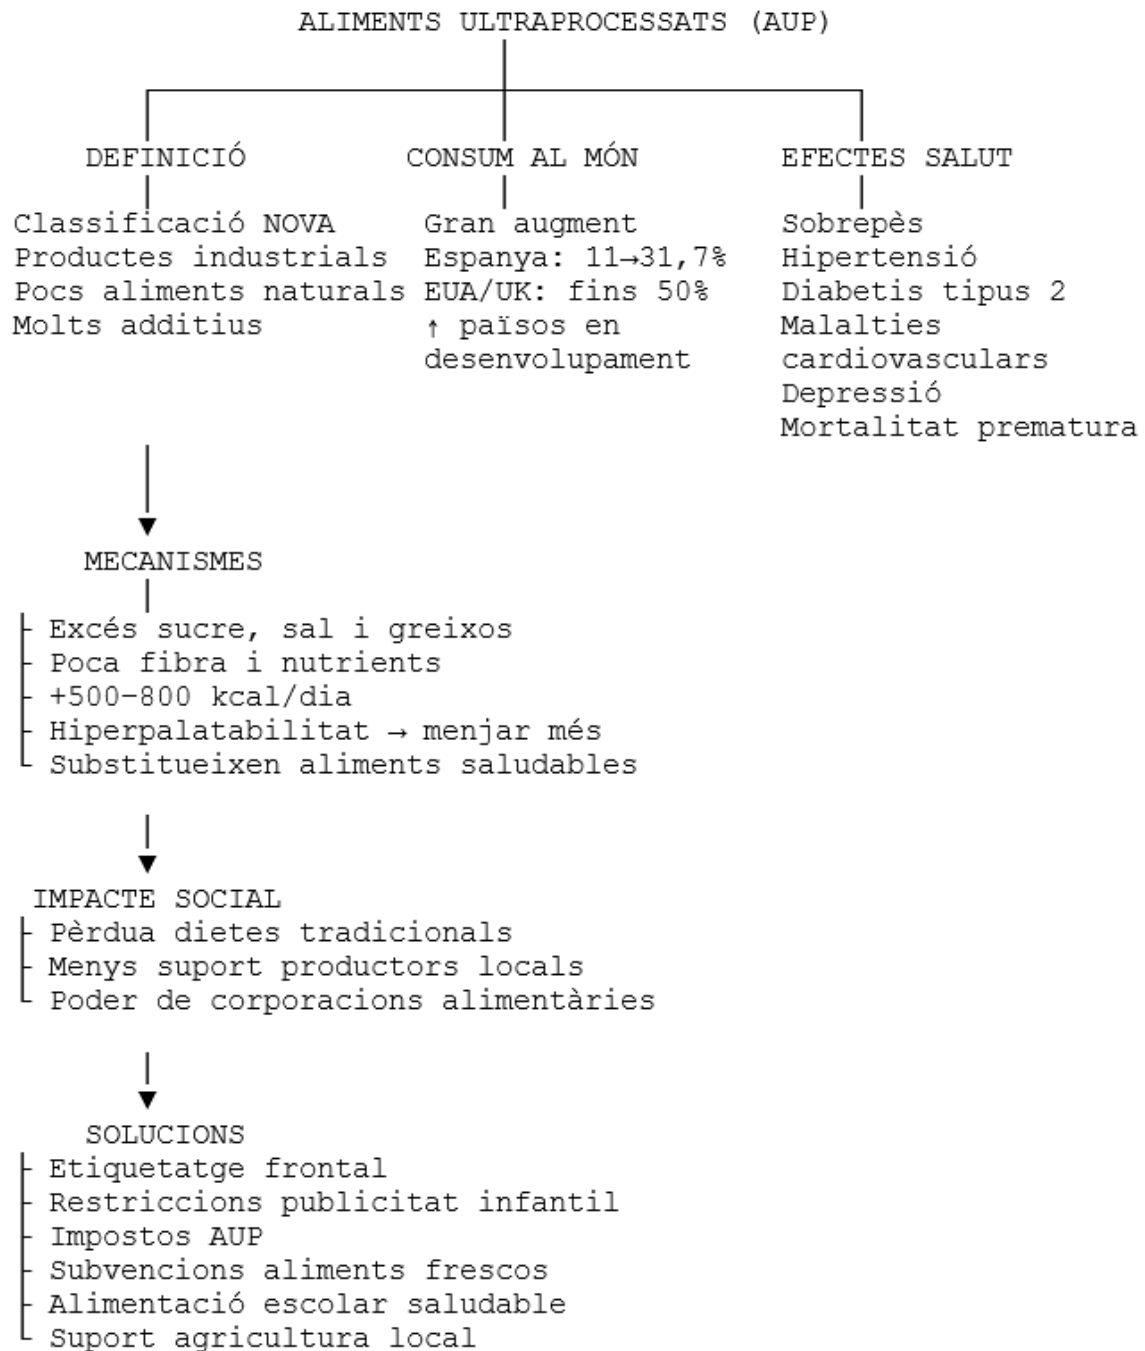 ALIMENTS ULTRAPROCESSATS (AUP)
DEFINICIÓ
Classificació NOVA
Productes industrials
Pocs aliments naturals
Molts additius
CONSUM AL MÓN
Gran augment
Espanya: 11→31,7%
EUA/UK: fins 50%
↑ països en
desenvolupament
EFECTES SALUT
Sobrepès
Hipertensió
Diabetis tipus 2
Malalties
cardiovasculars
Depressió
Mortalitat prematura
MECANISMES
Excés sucre, sal i greixos
Poca fibra i nutrients
+500–800 kcal/dia
Hiperpalatabilitat → menjar més
Substitueixen aliments saludables
IMPACTE SOCIAL
Pèrdua dietes tradicionals
Menys suport productors locals
Poder de corporacions alimentàries
SOLUCIONS
Etiquetatge frontal
Restriccions publicitat infantil
Impostos AUP
Subvencions aliments frescos
Alimentació escolar saludable
Suport agricultura local